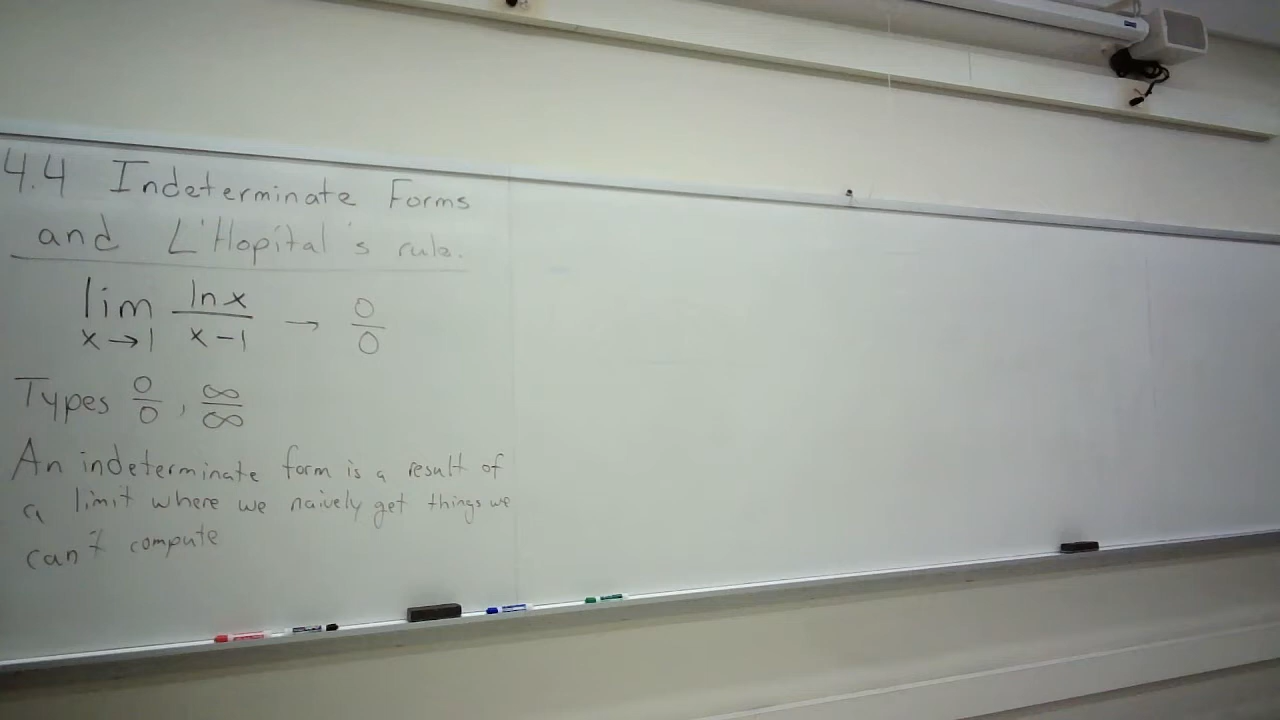 4.4 Indeterminate Forms
and L'Hopital's rule.
lim x→1 ln x / x-1 → 0/0
Types 0/0, ∞/∞
An indeterminate form is a result of
a limit where we naively get things we
can't compute